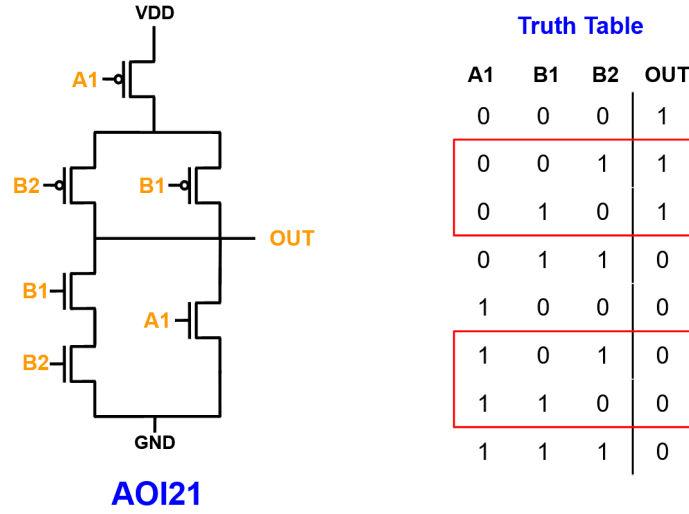 VDD
A1
B2
B1
OUT
B1
A1
B2
GND
AOI21
Truth Table
A1 B1 B2 OUT
0 0 0 1
0 0 1 1
0 1 0 1
0 1 1 0
1 0 0 0
1 0 1 0
1 1 0 0
1 1 1 0